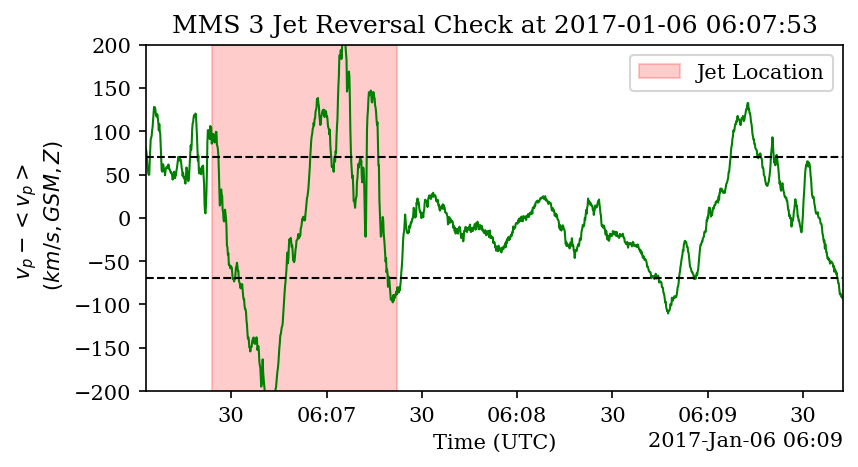 MMS 3 Jet Reversal Check at 2017-01-06 06:07:53
Jet Location
v_p − < v_p >
(km/s, GSM, Z)
200
150
100
50
0
−50
−100
−150
−200
30
06:07
30
06:08
30
06:09
30
Time (UTC)
2017-Jan-06 06:09